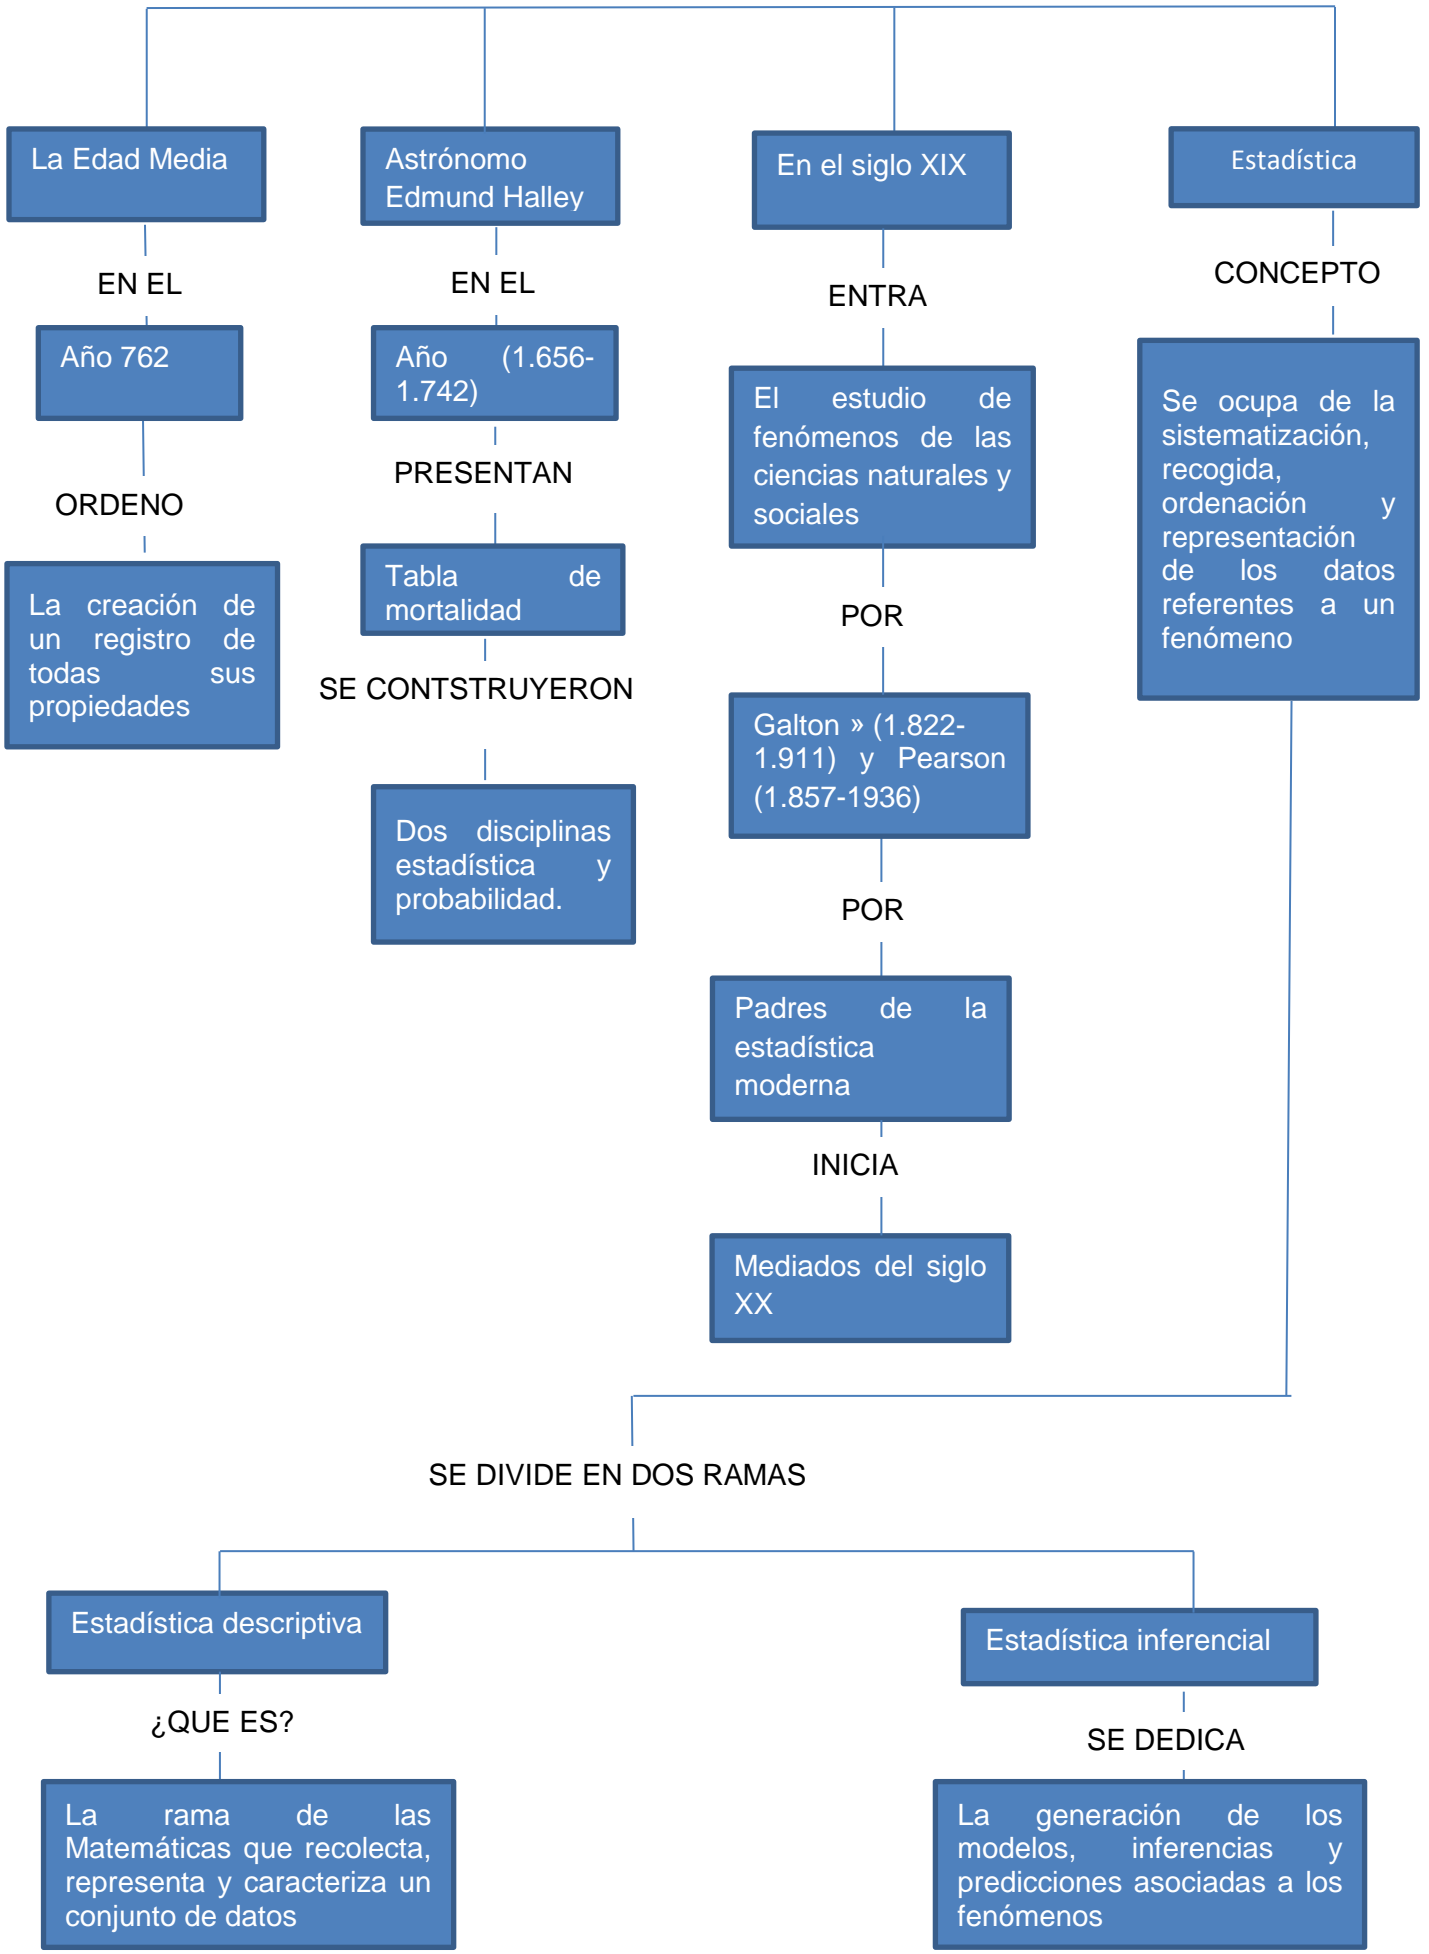 La Edad Media
EN EL
Año 762
ORDENO
La creación de
un registro de
todas sus
propiedades
Astrónomo
Edmund Halley
EN EL
Año (1.656-
1.742)
PRESENTAN
Tabla de
mortalidad
SE CONTSTRUYERON
Dos disciplinas
estadística y
probabilidad.
En el siglo XIX
ENTRA
El estudio de
fenómenos de las
ciencias naturales y
sociales
POR
Galton » (1.822-
1.911) y Pearson
(1.857-1936)
POR
Padres de la
estadística
moderna
INICIA
Mediados del siglo
XX
Estadística
CONCEPTO
Se ocupa de la
sistematización,
recogida,
ordenación y
representación
de los datos
referentes a un
fenómeno
SE DIVIDE EN DOS RAMAS
Estadística descriptiva
¿QUE ES?
La rama de las
Matemáticas que recolecta,
representa y caracteriza un
conjunto de datos
Estadística inferencial
SE DEDICA
La generación de los
modelos, inferencias y
predicciones asociadas a los
fenómenos